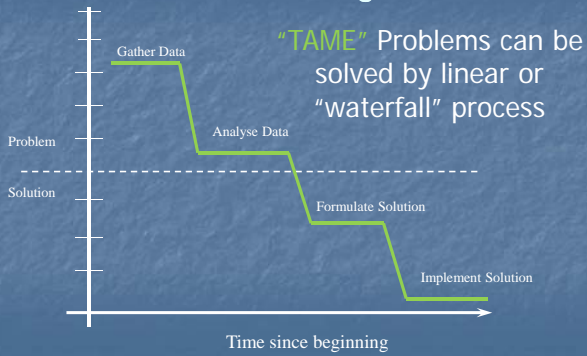 "TAME" Problems can be
solved by linear or
"waterfall" process
Gather Data
Analyse Data
Problem
Solution
Formulate Solution
Implement Solution
Time since beginning